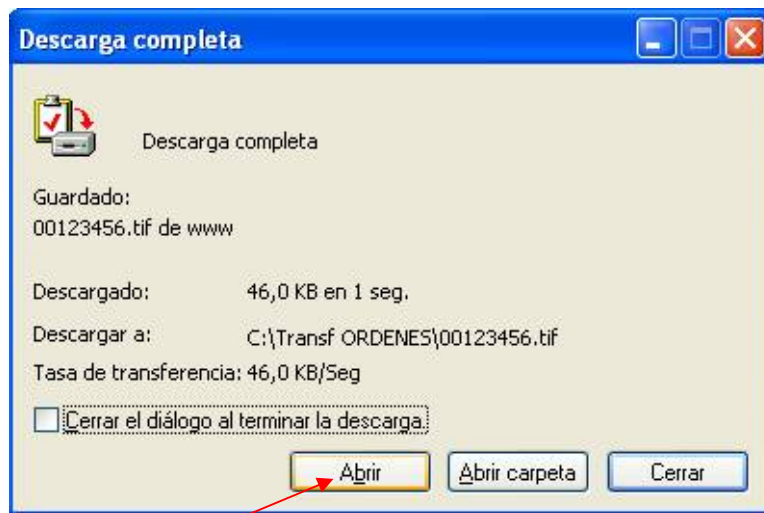 Descarga completa
Descarga completa
Guardado:
00123456.tif de www
Descargado: 46,0 KB en 1 seg.
Descargar a: C:\Transf ORDENES\00123456.tif
Tasa de transferencia: 46,0 KB/Seg
Cerrar el diálogo al terminar la descarga.
Abrir Abrir carpeta Cerrar